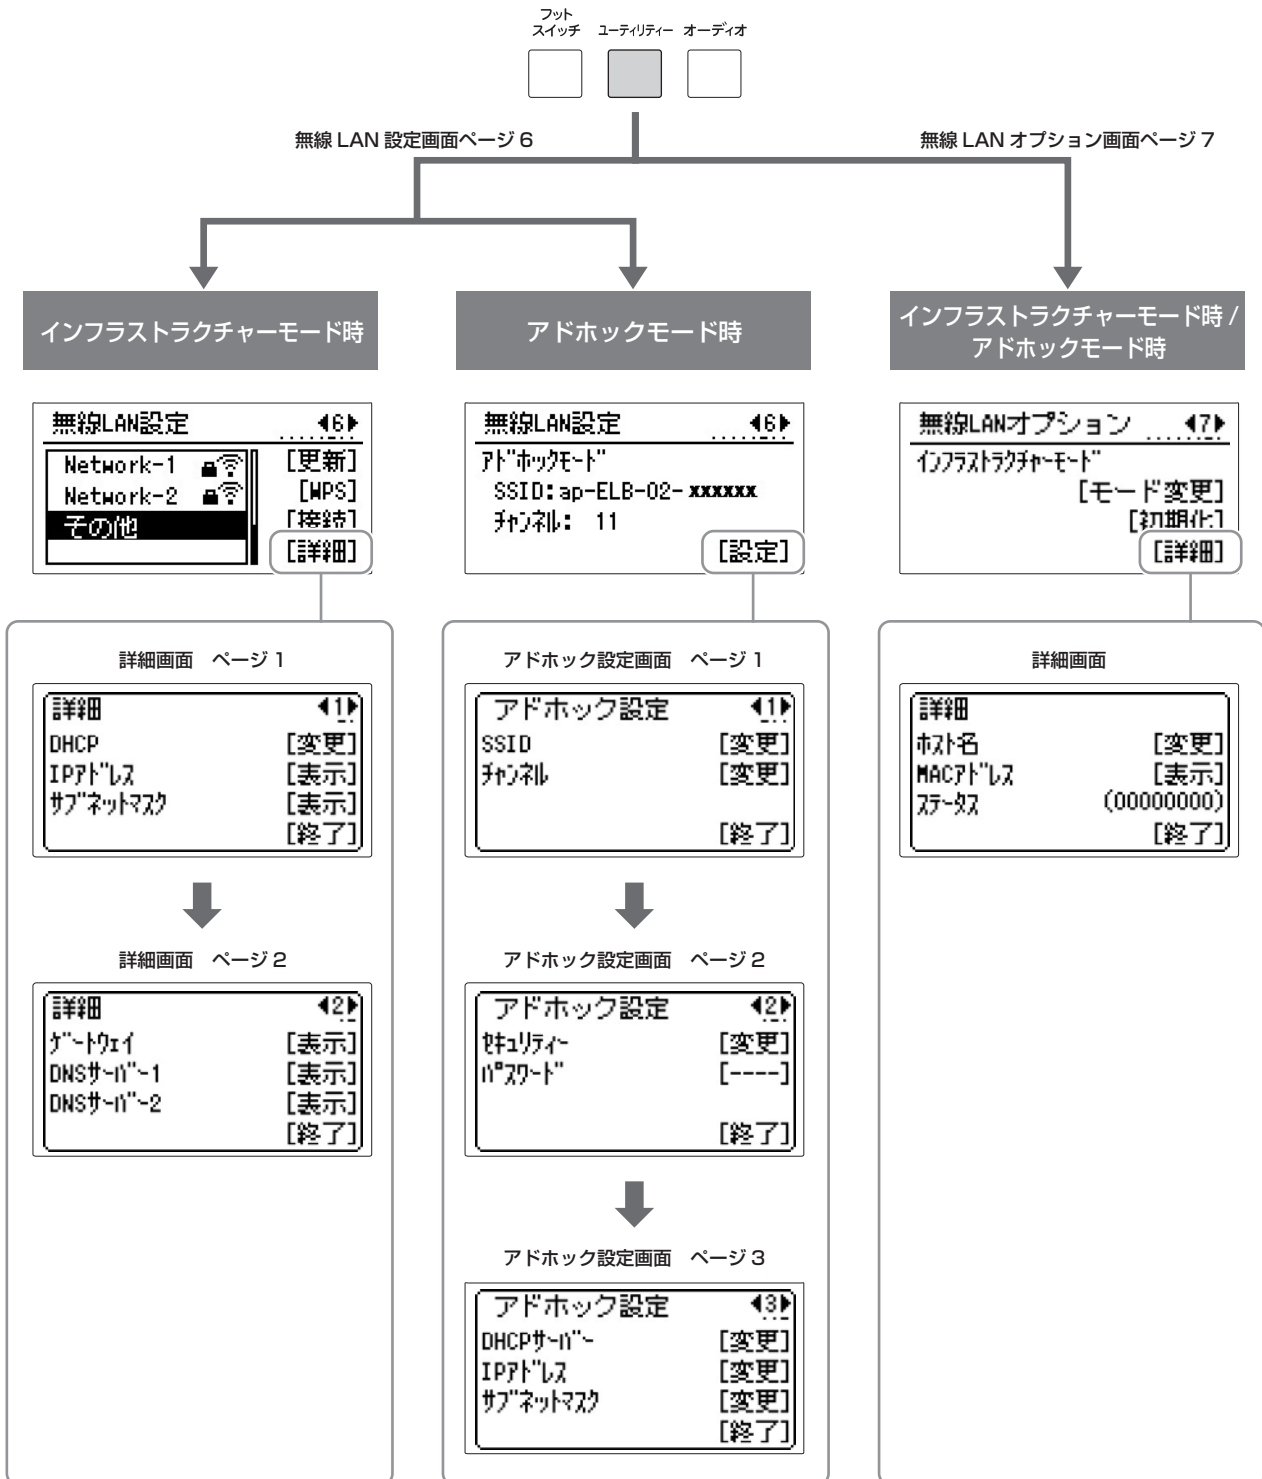 フット
スイッチ
ユーティリティー
オーディオ
無線 LAN 設定画面ページ 6
無線 LAN オプション画面ページ 7
インフラストラクチャーモード時
無線LAN設定 ◀6▶
Network-1 [更新]
Network-2 [WPS]
その他 [接続]
[詳細]
詳細画面 ページ 1
詳細 ◀1▶
DHCP [変更]
IPアドレス [表示]
サブネットマスク [表示]
[終了]
詳細画面 ページ 2
詳細 ◀2▶
ゲートウェイ [表示]
DNSサーバー1 [表示]
DNSサーバー2 [表示]
[終了]
アドホックモード時
無線LAN設定 ◀6▶
アドホックモード
SSID:ap-ELB-02-xxxxxx
チャンネル: 11
[設定]
アドホック設定画面 ページ 1
アドホック設定 ◀1▶
SSID [変更]
チャンネル [変更]
[終了]
アドホック設定画面 ページ 2
アドホック設定 ◀2▶
セキュリティー [変更]
パスワード [----]
[終了]
アドホック設定画面 ページ 3
アドホック設定 ◀3▶
DHCPサーバー [変更]
IPアドレス [変更]
サブネットマスク [変更]
[終了]
インフラストラクチャーモード時 /
アドホックモード時
無線LANオプション ◀7▶
インフラストラクチャーモード
[モード変更]
[初期化]
[詳細]
詳細画面
詳細
ホスト名 [変更]
MACアドレス [表示]
ステータス (00000000)
[終了]